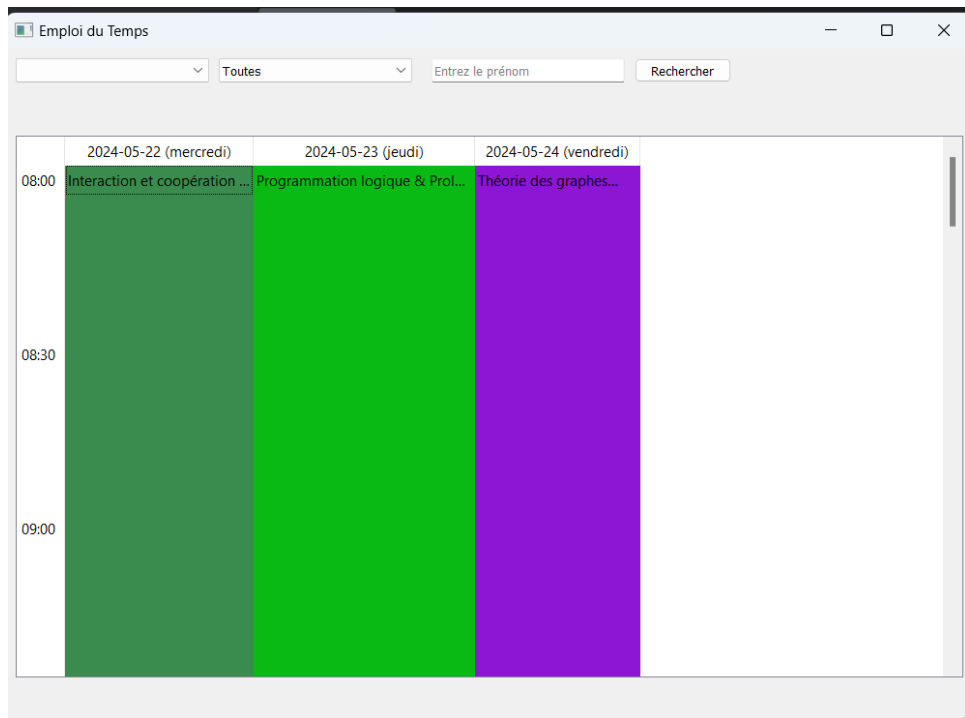 Emploi du Temps
Toutes
Entrez le prénom
Rechercher
2024-05-22 (mercredi)
2024-05-23 (jeudi)
2024-05-24 (vendredi)
08:00
Interaction et coopération ...
Programmation logique & Prol...
Théorie des graphes...
08:30
09:00